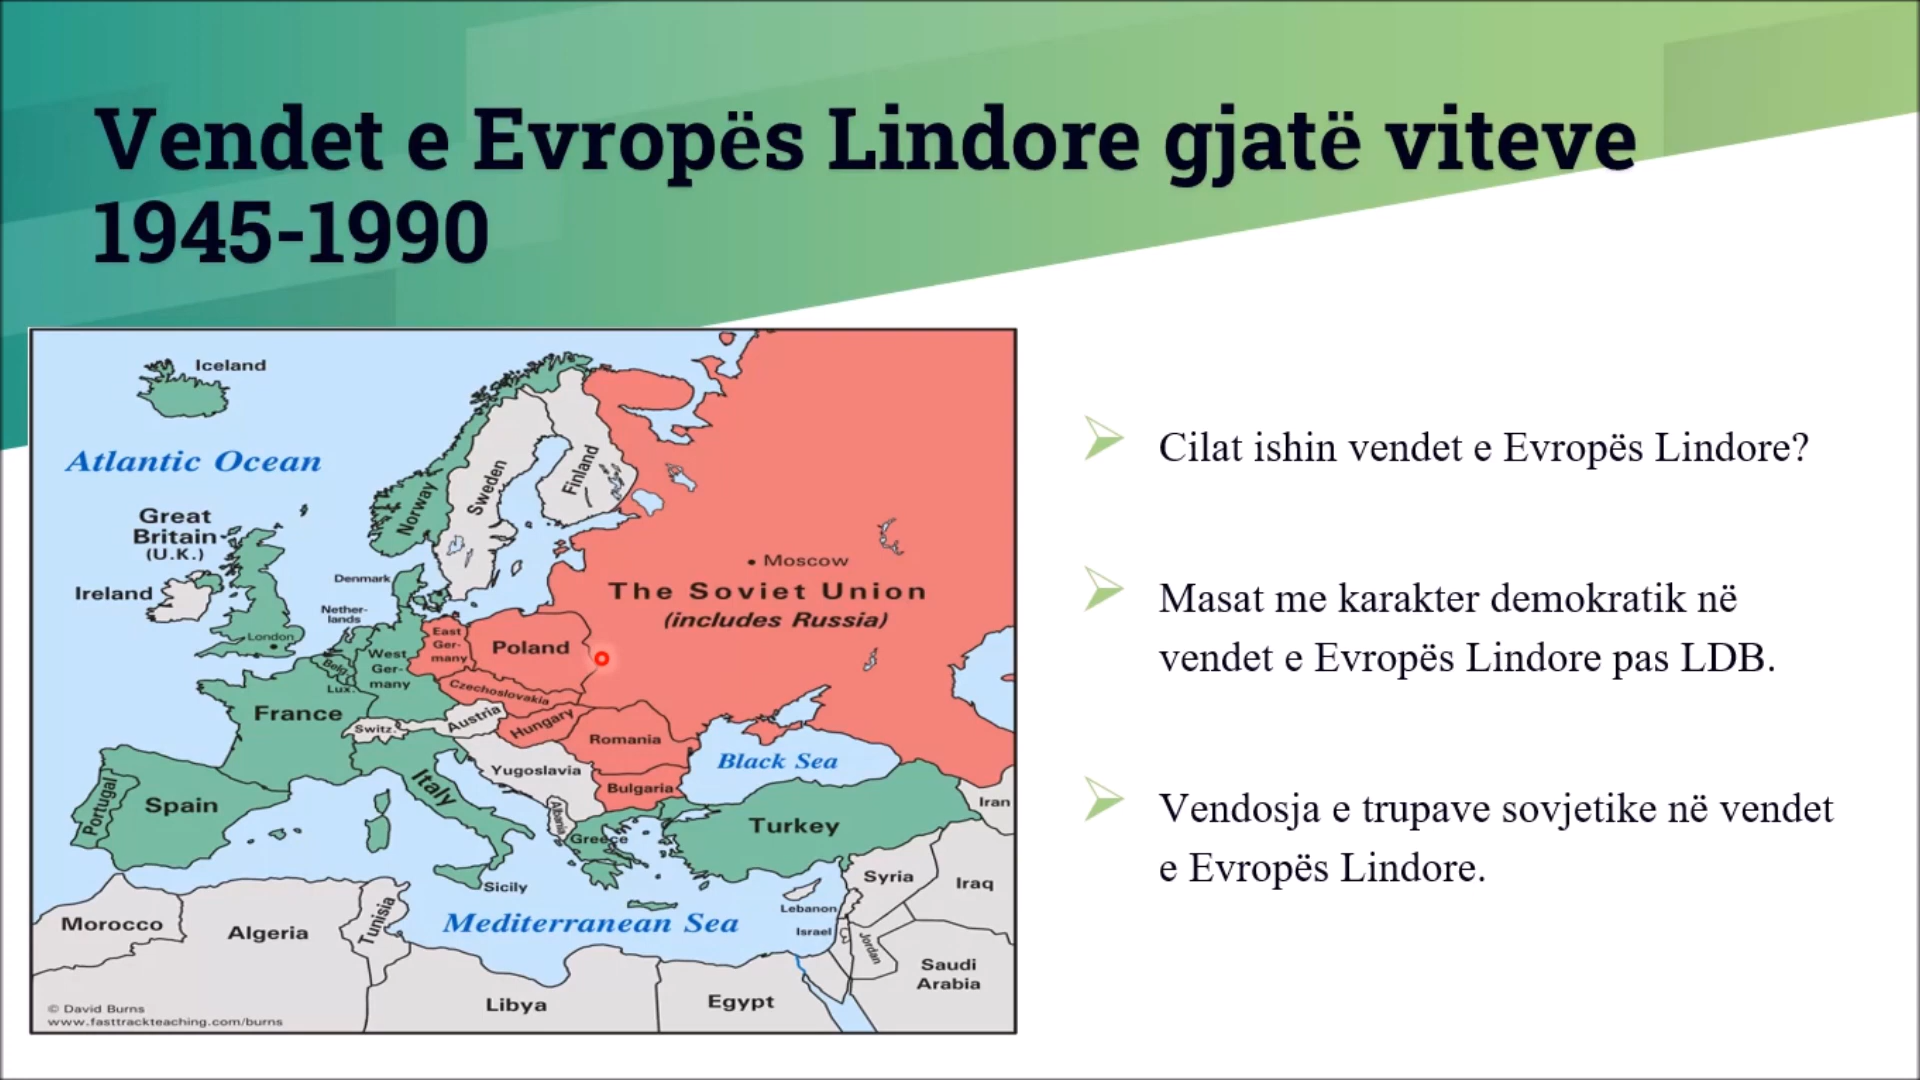 Vendet e Evropës Lindore gjatë viteve
1945-1990
Iceland
Atlantic Ocean
Great
Britain
(U.K.)
Ireland
London
Norway
Sweden
Finland
Denmark
Nether-
lands
Belg.
Lux.
West
Ger-
many
East
Ger-
many
Poland
Czechoslovakia
• Moscow
The Soviet Union
(includes Russia)
France
Switz.
Austria
Hungary
Romania
Yugoslavia
Bulgaria
Albania
Black Sea
Portugal
Spain
Italy
Greece
Turkey
Sicily
Mediterranean Sea
Morocco
Algeria
Tunisia
Libya
Egypt
Lebanon
Israel
Jordan
Syria
Iraq
Iran
Saudi
Arabia
© David Burns
www.fasttrackteaching.com/burns
Cilat ishin vendet e Evropës Lindore?
Masat me karakter demokratik në
vendet e Evropës Lindore pas LDB.
Vendosja e trupave sovjetike në vendet
e Evropës Lindore.